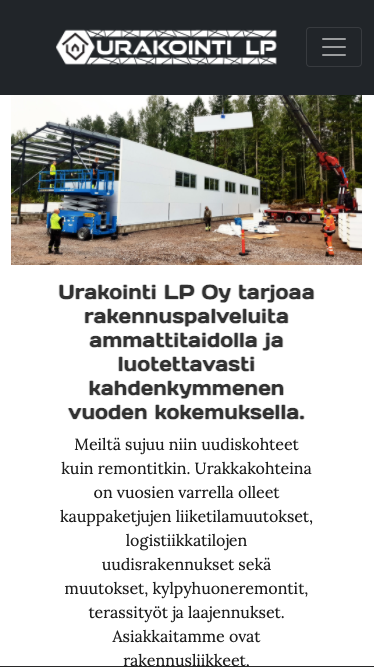 URAKOINTI LP
Urakointi LP Oy tarjoaa
rakennuspalveluita
ammattitaidolla ja
luotettavasti
kahdenkymmenen
vuoden kokemuksella.
Meiltä sujuu niin uudiskohteet
kuin remontitkin. Urakkakohteina
on vuosien varrella olleet
kauppaketjujen liiketilamuutokset,
logistiikkatilojen
uudisrakennukset sekä
muutokset, kylpyhuoneremontit,
terassityöt ja laajennukset.
Asiakkaitamme ovat
rakennusliikkeet,